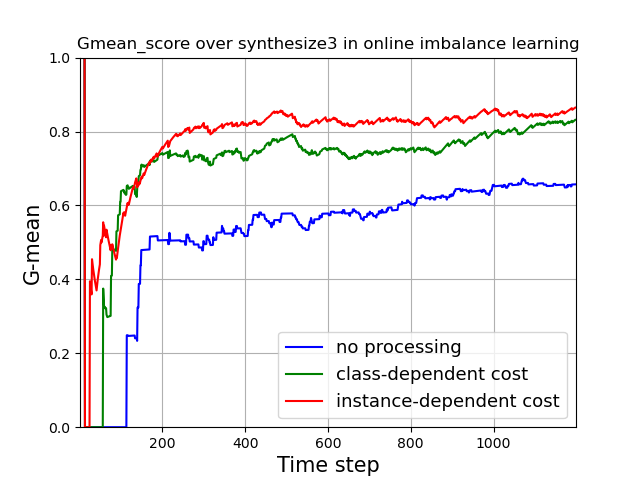 Gmean_score over synthesize3 in online imbalance learning
1.0
0.8
0.6
0.4
0.2
0.0
G-mean
no processing
class-dependent cost
instance-dependent cost
200 400 600 800 1000
Time step